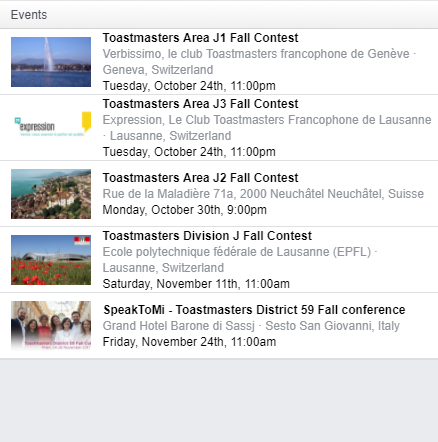 Events
Toastmasters Area J1 Fall Contest
Verbissimo, le club Toastmasters francophone de Genève ·
Geneva, Switzerland
Tuesday, October 24th, 11:00pm
expression
Toastmasters Area J3 Fall Contest
Expression, Le Club Toastmasters Francophone de Lausanne
· Lausanne, Switzerland
Tuesday, October 24th, 11:00pm
Toastmasters Area J2 Fall Contest
Rue de la Maladière 71a, 2000 Neuchâtel Neuchâtel, Suisse
Monday, October 30th, 9:00pm
Toastmasters Division J Fall Contest
Ecole polytechnique fédérale de Lausanne (EPFL) ·
Lausanne, Switzerland
Saturday, November 11th, 11:00am
SpeakToMi - Toastmasters District 59 Fall conference
Grand Hotel Barone di Sassj · Sesto San Giovanni, Italy
Friday, November 24th, 11:00am
Toastmasters District 59 Fall Co